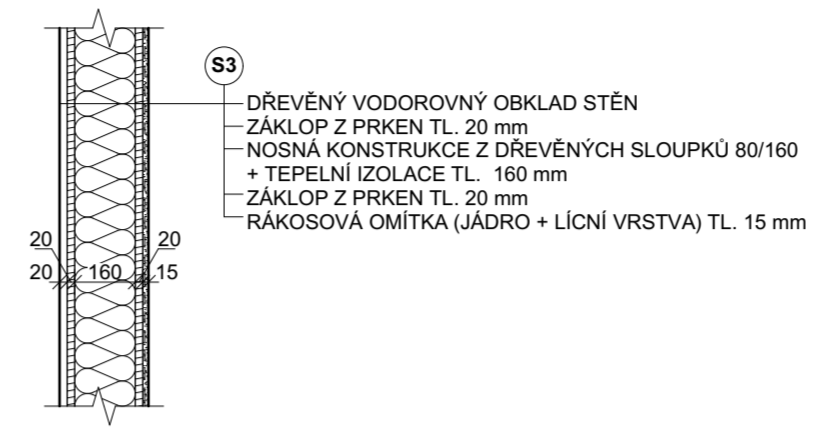 S3
DŘEVĚNÝ VODOROVNÝ OBKLAD STĚN
ZÁKLOP Z PRKEN TL. 20 mm
NOSNÁ KONSTRUKCE Z DŘEVĚNÝCH SLOUPKŮ 80/160
+ TEPELNÍ IZOLACE TL. 160 mm
ZÁKLOP Z PRKEN TL. 20 mm
RÁKOSOVÁ OMÍTKA (JÁDRO + LÍCNÍ VRSTVA) TL. 15 mm
20 20
20 160 15